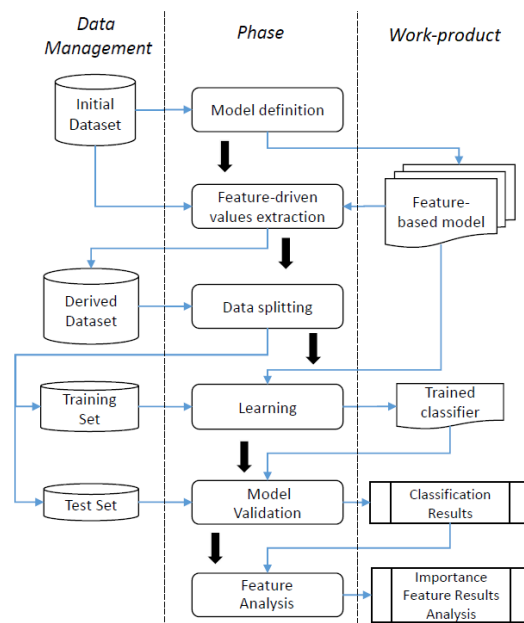 Data
Management
Phase
Work-product
Initial
Dataset
Model definition
Feature-driven
values extraction
Feature-
based model
Derived
Dataset
Data splitting
Training
Set
Learning
Trained
classifier
Test Set
Model
Validation
Classification
Results
Feature
Analysis
Importance
Feature Results
Analysis